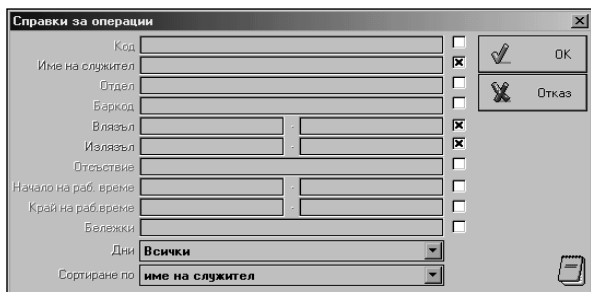 Справки за операции
Код
OK
Име на служител
Отдел
Отказ
Баркод
Влязъл -
Излязъл -
Отсъствие
Начало на раб. време -
Край на раб.време -
Бележки
Дни Всички
Сортиране по име на служител